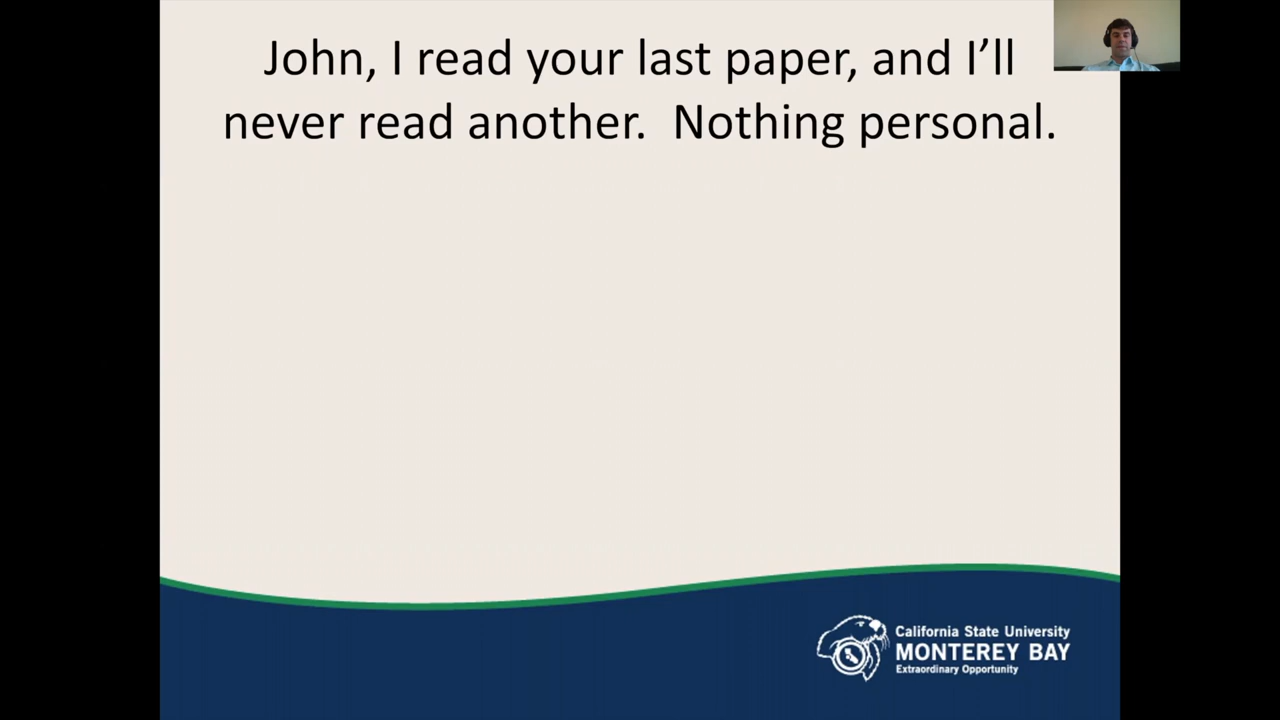 John, I read your last paper, and I’ll
never read another.  Nothing personal.
California State University
MONTEREY BAY
Extraordinary Opportunity